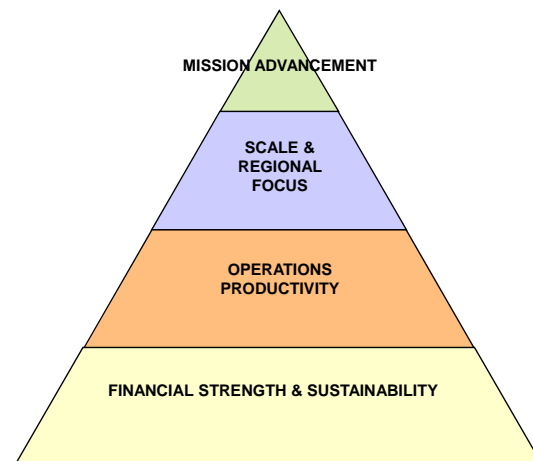 MISSION ADVANCEMENT
SCALE &
REGIONAL
FOCUS
OPERATIONS
PRODUCTIVITY
FINANCIAL STRENGTH & SUSTAINABILITY